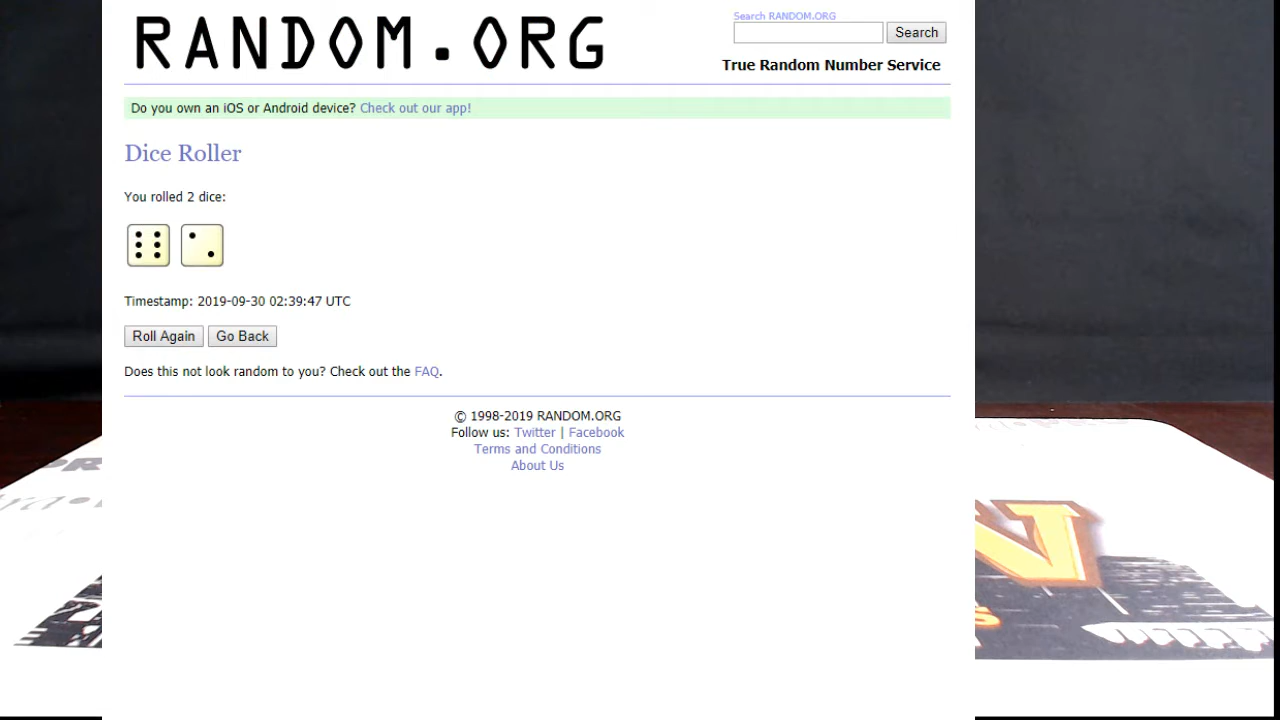 RANDOM.ORG
Search RANDOM.ORG
Search
True Random Number Service
Do you own an iOS or Android device? Check out our app!
Dice Roller
You rolled 2 dice:
Timestamp: 2019-09-30 02:39:47 UTC
Roll Again Go Back
Does this not look random to you? Check out the FAQ.
© 1998-2019 RANDOM.ORG
Follow us: Twitter | Facebook
Terms and Conditions
About Us